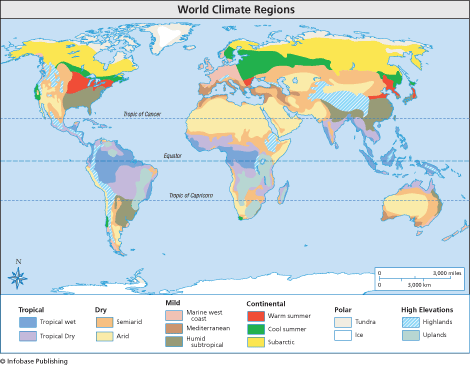 World Climate Regions
Tropic of Cancer
Equator
Tropic of Capricorn
N
0 3,000 miles
0 3,000 km
Tropical
Tropical wet
Tropical Dry
Dry
Semiarid
Arid
Mild
Marine west
coast
Mediterranean
Humid
subtropical
Continental
Warm summer
Cool summer
Subarctic
Polar
Tundra
Ice
High Elevations
Highlands
Uplands
© Infobase Publishing